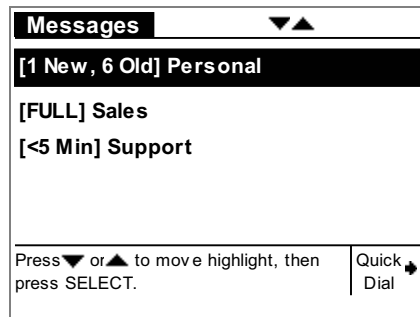 Messages ▼▲
[1 New, 6 Old] Personal
[FULL] Sales
[<5 Min] Support
Press ▼ or ▲ to move highlight, then
press SELECT.
Quick
Dial